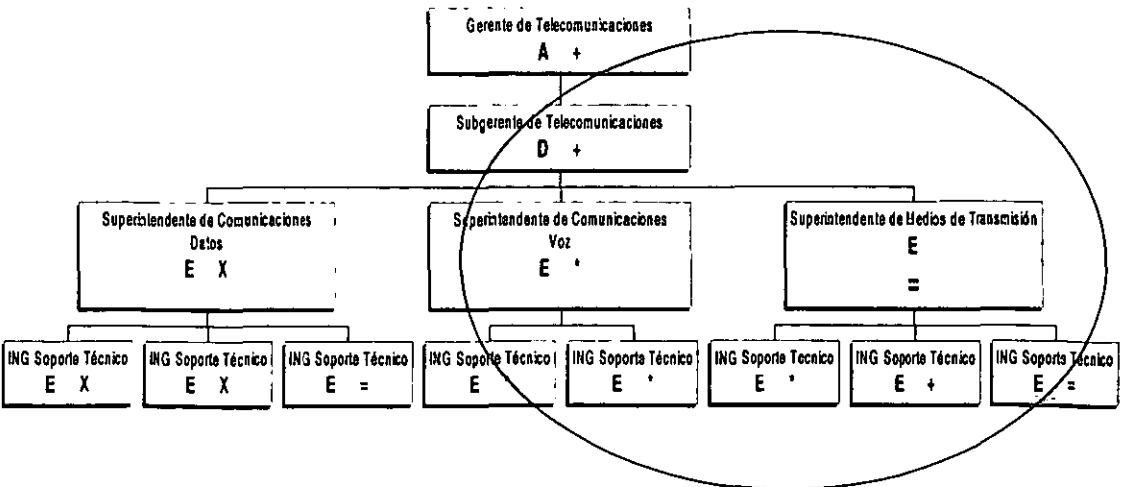 Gerente de Telecomunicaciones
A +
Subgerente de Telecomunicaciones
D +
Superintendente de Comunicaciones
Datos
E X
Superintendente de Comunicaciones
Voz
E *
Superintendente de Medios de Transmisión
E
=
ING Soporte Técnico
E X
ING Soporte Técnico
E X
ING Soporte Técnico
E =
ING Soporte Técnico
E *
ING Soporte Técnico
E *
ING Soporte Tecnico
E *
ING Soporte Técnico
E +
ING Soporte Técnico
E =